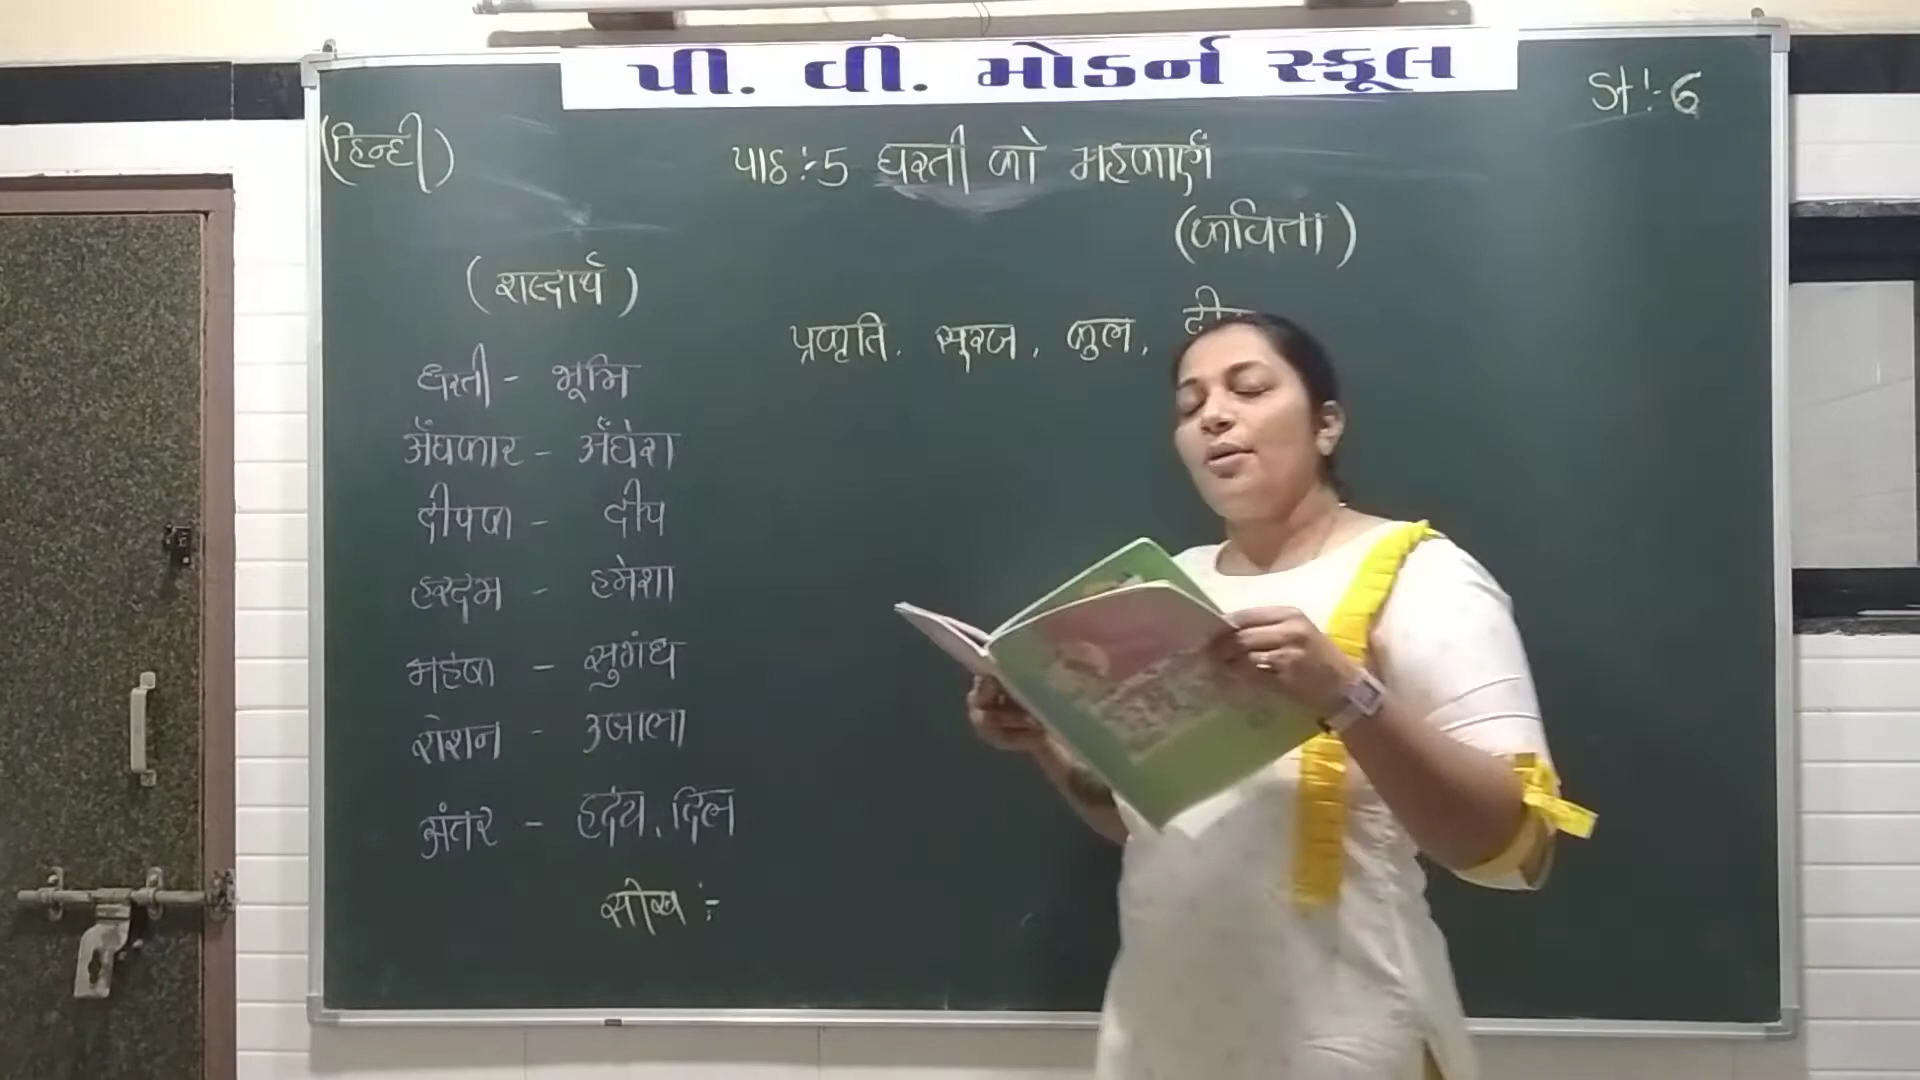 પી. વી. મોડર્ન સ્કૂલ
St:-6
(हिन्दी)
पाठ:-5 धरती को महकाएँ
(कविता)
(शब्दार्थ)
प्रकृति, सूरज, फुल,
धरती - भूमि
अँधकार - अँधेरा
दीपक - दीप
हरदम - हमेशा
महक - सुगंध
रोशन - उजाला
अंतर - हदय, दिल
सीख :-